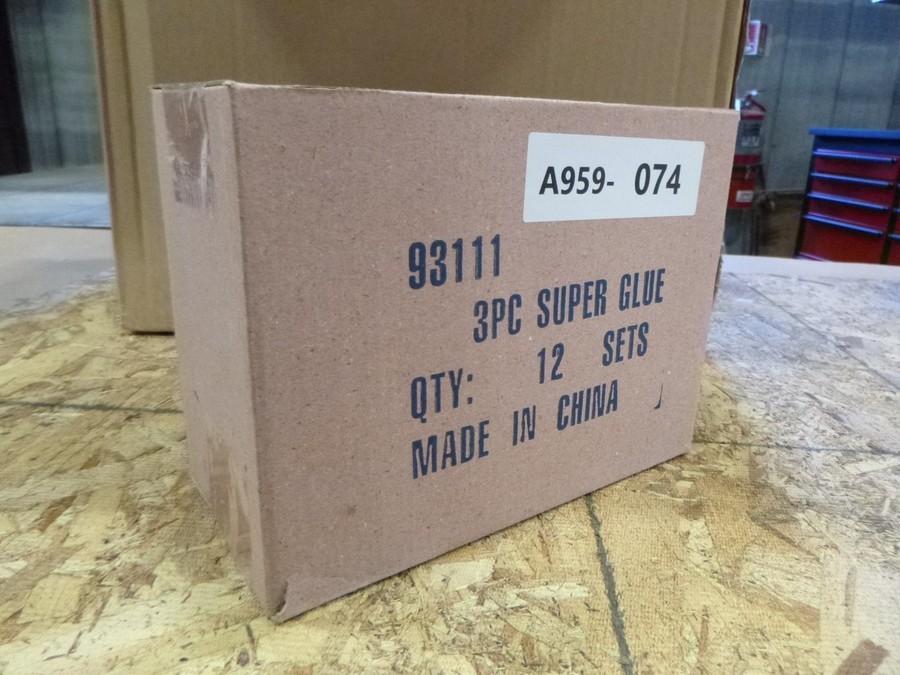 A959- 074
93111
3PC SUPER GLUE
QTY: 12 SETS
MADE IN CHINA